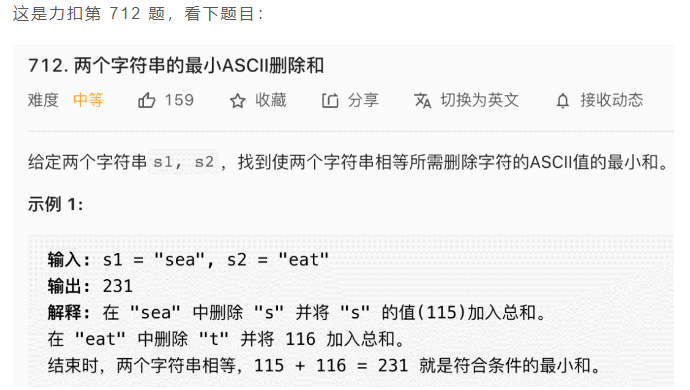 这是力扣第 712 题，看下题目：
712. 两个字符串的最小ASCII删除和
难度 中等 159 收藏 分享 切换为英文 接收动态
给定两个字符串s1, s2，找到使两个字符串相等所需删除字符的ASCII值的最小和。
示例 1:
输入: s1 = "sea", s2 = "eat"
输出: 231
解释: 在 "sea" 中删除 "s" 并将 "s" 的值(115)加入总和。
在 "eat" 中删除 "t" 并将 116 加入总和。
结束时，两个字符串相等，115 + 116 = 231 就是符合条件的最小和。